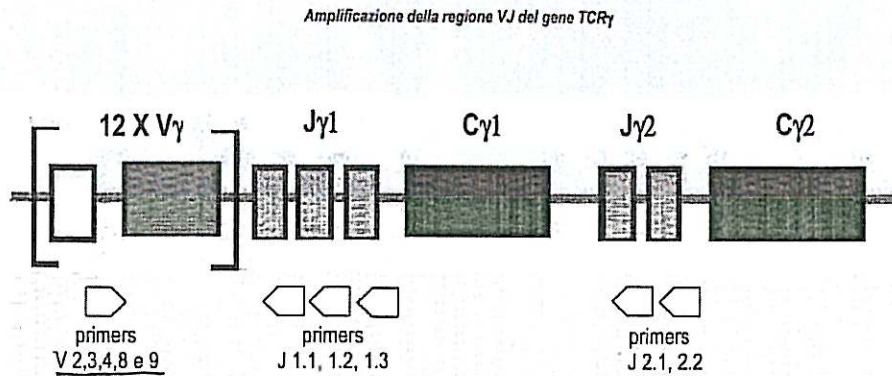 Amplificazione della regione VJ del gene TCRγ
12 X Vγ
Jγ1
Cγ1
Jγ2
Cγ2
primers
V 2,3,4,8 e 9
primers
J 1.1, 1.2, 1.3
primers
J 2.1, 2.2